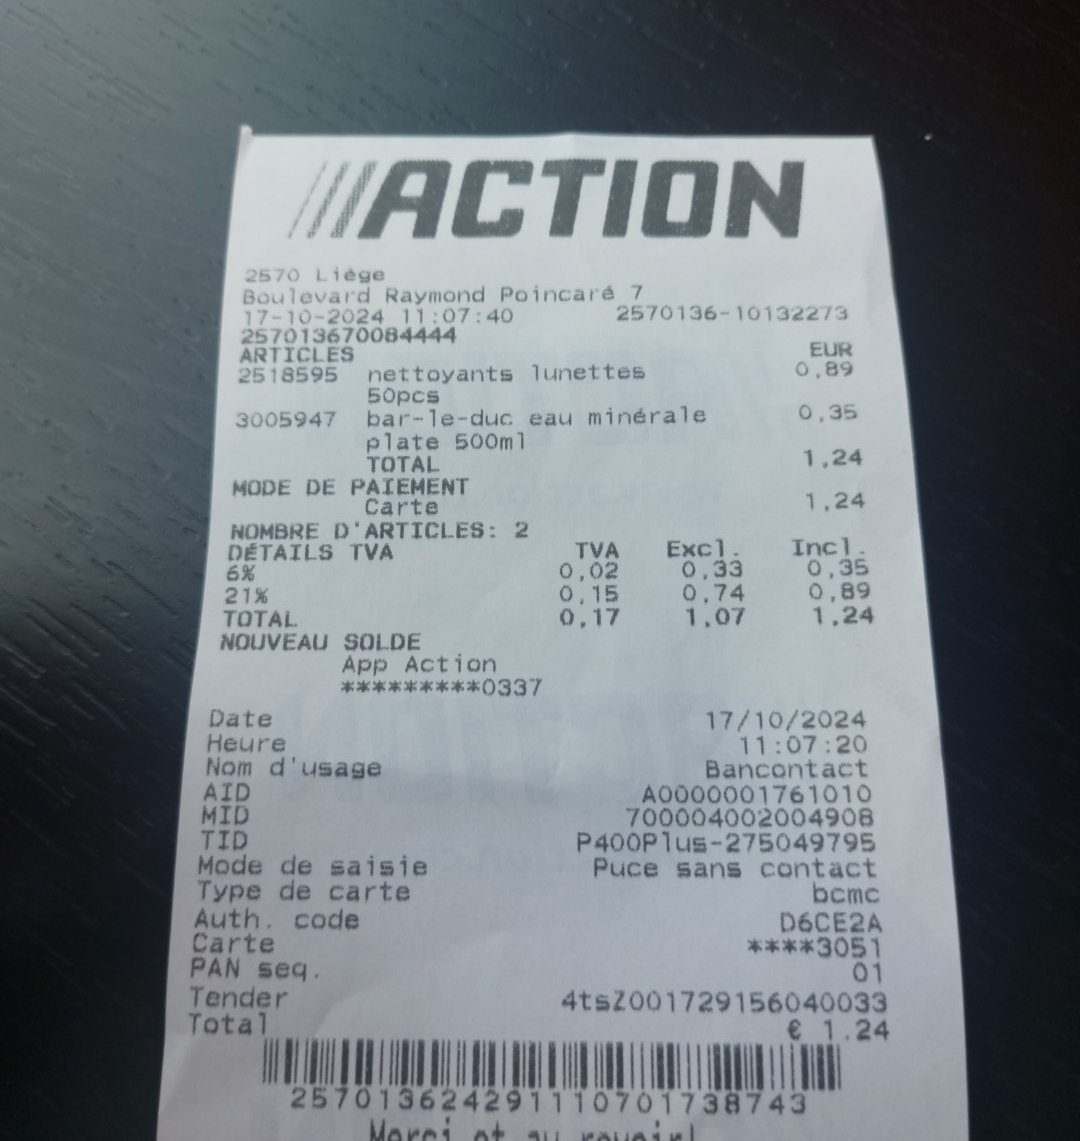 ACTION
2570 Liége
Boulevard Raymond Poincaré 7
17-10-2024 11:07:40 2570136-10132273
257013670084444
ARTICLES EUR
2518595 nettoyants lunettes 0,89
50pcs
3005947 bar-le-duc eau minérale 0,35
plate 500ml
TOTAL 1,24
MODE DE PAIEMENT
Carte 1,24
NOMBRE D'ARTICLES: 2
DÉTAILS TVA TVA Excl. Incl.
6% 0,02 0,33 0,35
21% 0,15 0,74 0,89
TOTAL 0,17 1,07 1,24
NOUVEAU SOLDE
App Action
*********0337
Date 17/10/2024
Heure 11:07:20
Nom d'usage Bancontact
AID A0000001761010
MID 700004002004908
TID P400Plus-275049795
Mode de saisie Puce sans contact
Type de carte bcmc
Auth. code D6CE2A
Carte ****3051
PAN seq. 01
Tender 4tsZ001729156040033
Total € 1.24
257013624291110701738743
Merci et au revoir!